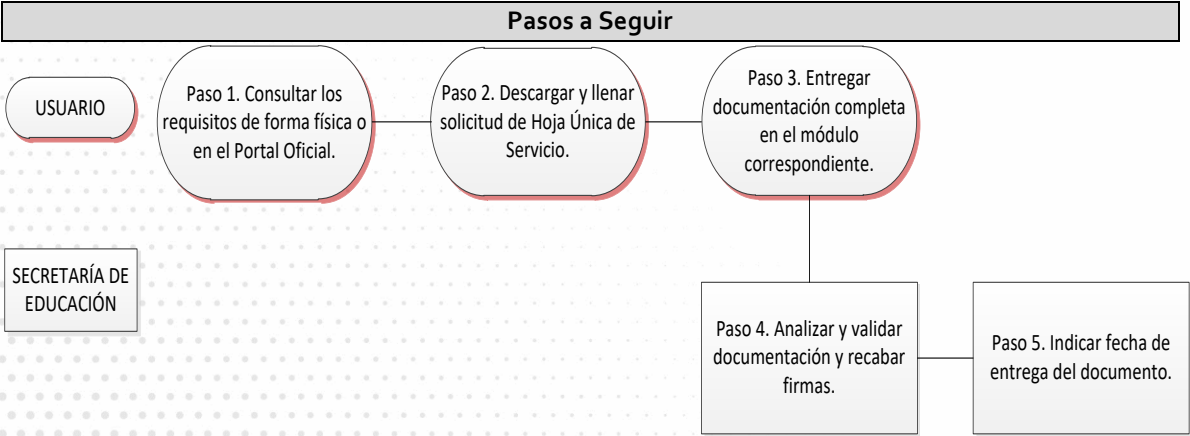 Pasos a Seguir
USUARIO
Paso 1. Consultar los
requisitos de forma física o
en el Portal Oficial.
Paso 2. Descargar y llenar
solicitud de Hoja Única de
Servicio.
Paso 3. Entregar
documentación completa
en el módulo
correspondiente.
SECRETARÍA DE
EDUCACIÓN
Paso 4. Analizar y validar
documentación y recabar
firmas.
Paso 5. Indicar fecha de
entrega del documento.